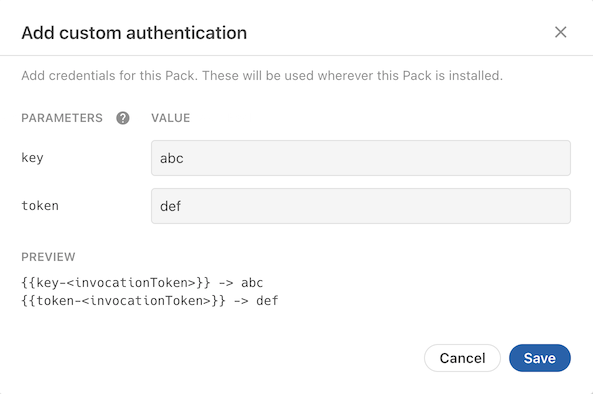 Add custom authentication
Add credentials for this Pack. These will be used wherever this Pack is installed.
PARAMETERS ? VALUE
key abc
token def
PREVIEW
{{key-<invocationToken>}} -> abc
{{token-<invocationToken>}} -> def
Cancel Save